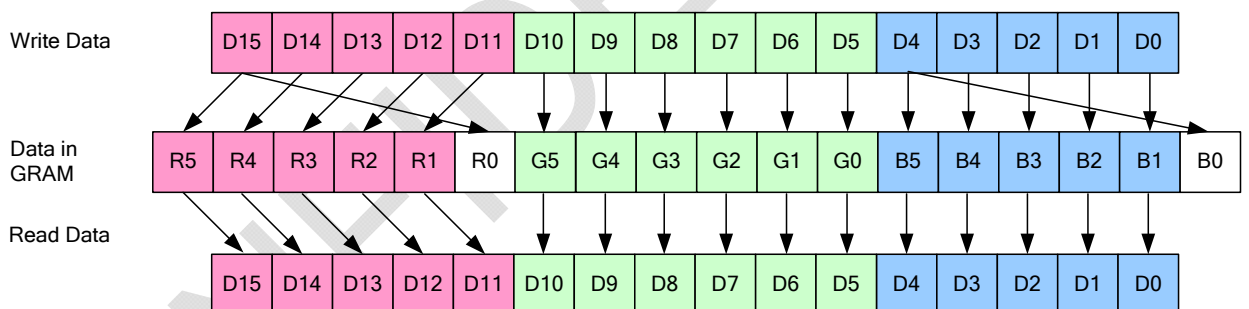 Write Data D15 D14 D13 D12 D11 D10 D9 D8 D7 D6 D5 D4 D3 D2 D1 D0
Data in
GRAM
R5 R4 R3 R2 R1 R0 G5 G4 G3 G2 G1 G0 B5 B4 B3 B2 B1 B0
Read Data
D15 D14 D13 D12 D11 D10 D9 D8 D7 D6 D5 D4 D3 D2 D1 D0